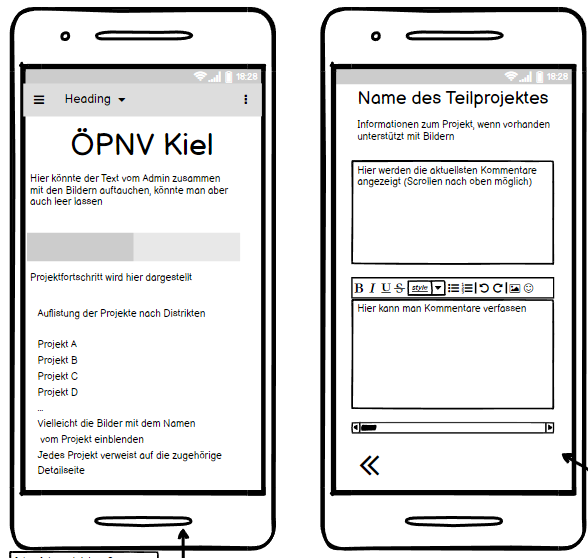 18:28
Heading
ÖPNV Kiel
Hier könnte der Text vom Admin zusammen
mit den Bildern auftauchen, könnte man aber
auch leer lassen
Projektfortschritt wird hier dargestellt
Auflistung der Projekte nach Distrikten
Projekt A
Projekt B
Projekt C
Projekt D
...
Vielleicht die Bilder mit dem Namen
vom Projekt einblenden
Jedes Projekt verweist auf die zugehörige
Detailseite
18:28
Name des Teilprojektes
Informationen zum Projekt, wenn vorhanden
unterstützt mit Bildern
Hier werden die aktuellsten Kommentare
angezeigt (Scrollen nach oben möglich)
B I U S style
Hier kann man Kommentare verfassen